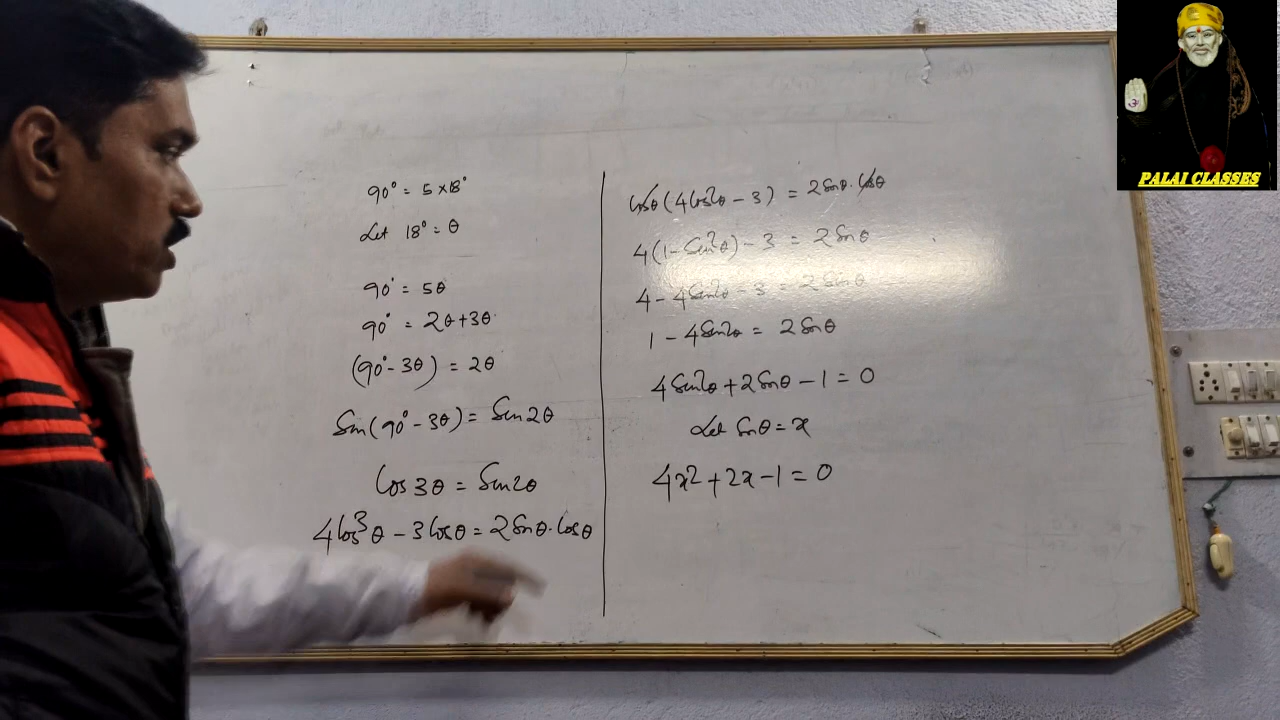 90° = 5 × 18°
Let 18° = θ
90° = 5θ
90° = 2θ + 3θ
(90° - 3θ) = 2θ
Sin(90° - 3θ) = Sin2θ
Cos3θ = Sin2θ
4Cos³θ - 3Cosθ = 2Sinθ.Cosθ
Cosθ(4Cos²θ - 3) = 2Sinθ.Cosθ
4(1 - Sin²θ) - 3 = 2Sinθ
4 - 4Sin²θ - 3 = 2Sinθ
1 - 4Sin²θ = 2Sinθ
4Sin²θ + 2Sinθ - 1 = 0
Let Sinθ = x
4x² + 2x - 1 = 0
PALAI CLASSES